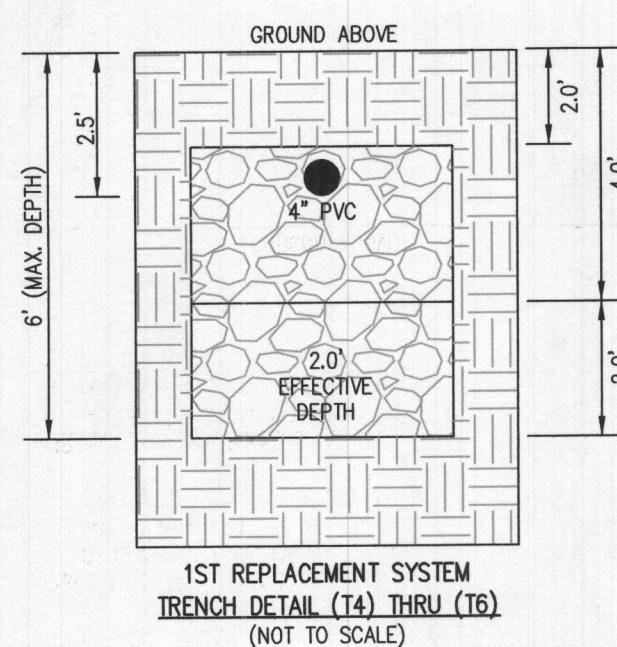 GROUND ABOVE
2.5'
6' (MAX. DEPTH)
2.0'
4" PVC
2.0'
EFFECTIVE
DEPTH
1ST REPLACEMENT SYSTEM
TRENCH DETAIL (T4) THRU (T6)
(NOT TO SCALE)